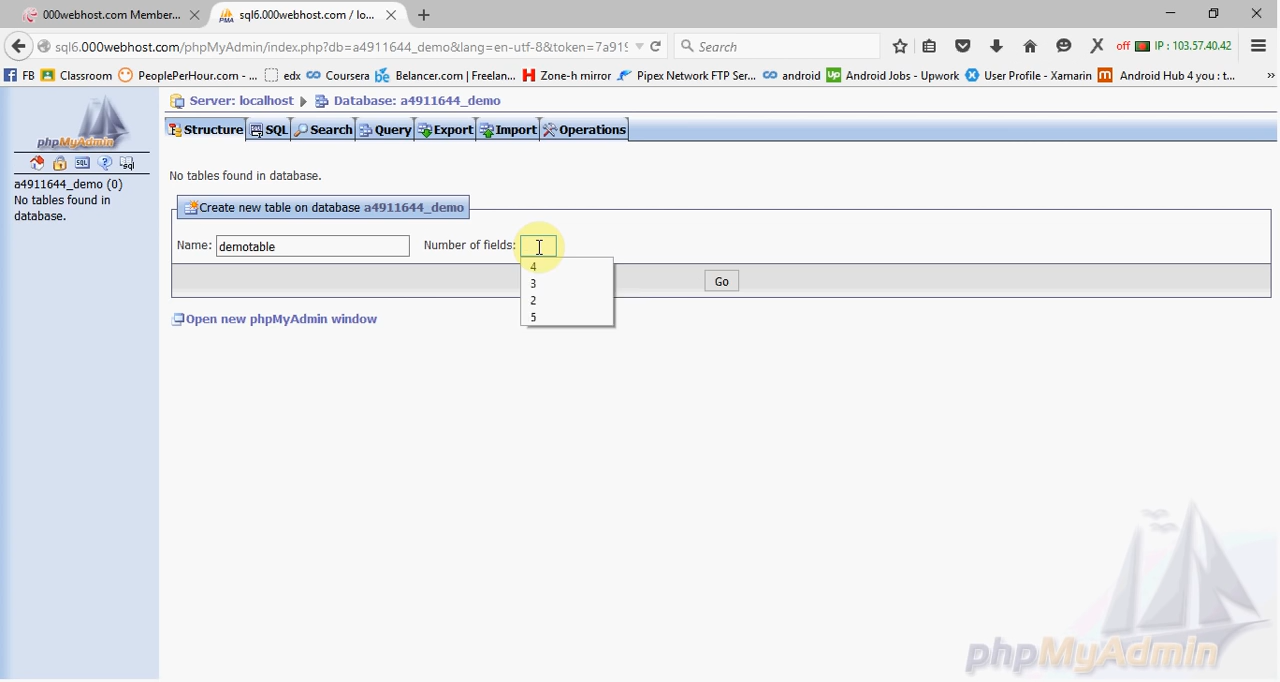 000webhost.com Member...
sql6.000webhost.com / lo...
PMA
sql6.000webhost.com/phpMyAdmin/index.php?db=a4911644_demo&lang=en-utf-8&token=7a919
Search
off
IP : 103.57.40.42
FB
Classroom
PeoplePerHour.com - ...
edx
Coursera
Belancer.com | Freelan...
Zone-h mirror
Pipex Network FTP Ser...
android
Up
Android Jobs - Upwork
User Profile - Xamarin
Android Hub 4 you : t...
phpMyAdmin
SQL
sql
a4911644_demo (0)
No tables found in
database.
Server: localhost
Database: a4911644_demo
Structure
SQL
Search
Query
Export
Import
Operations
No tables found in database.
Create new table on database a4911644_demo
Name:
demotable
Number of fields:
4
3
2
5
Go
Open new phpMyAdmin window
phpMyAdmin